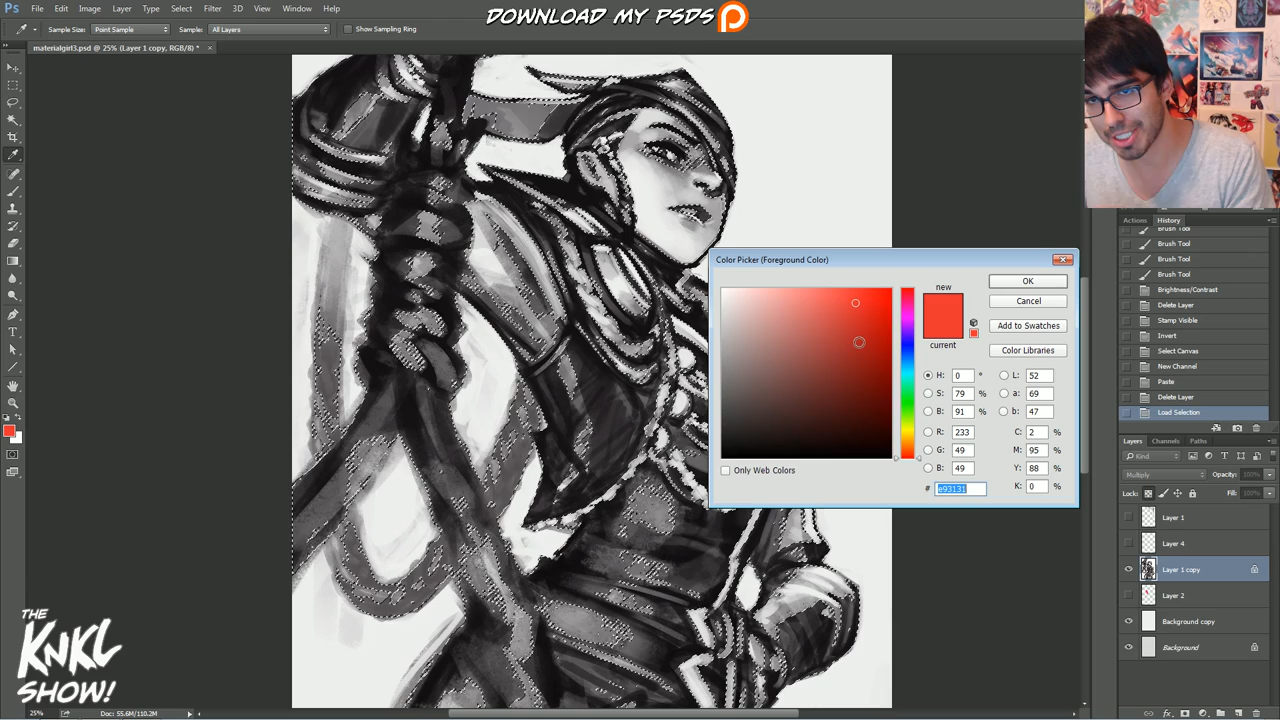 DOWNLOAD MY PSDS
Ps File Edit Image Layer Type Select Filter 3D View Window Help
Sample Size: Point Sample Sample: All Layers Show Sampling Ring
materialgirl3.psd @ 25% (Layer 1 copy, RGB/8) * ×
Color Picker (Foreground Color)
new
current
OK
Cancel
Add to Swatches
Color Libraries
H: 0 °
S: 79 %
B: 91 %
R: 233
G: 49
B: 49
L: 52
a: 69
b: 47
C: 2 %
M: 95 %
Y: 88 %
K: 0 %
# e93131
Only Web Colors
Actions History
Brush Tool
Brush Tool
Brush Tool
Brush Tool
Brightness/Contrast
Delete Layer
Stamp Visible
Invert
Select Canvas
New Channel
Paste
Delete Layer
Load Selection
Layers Channels Paths
Kind
Multiply Opacity: 100%
Lock: Fill: 100%
Layer 1
Layer 4
Layer 1 copy
Layer 2
Background copy
Background
THE
KNKL
SHOW!
25% Doc: 55.6M/110.2M